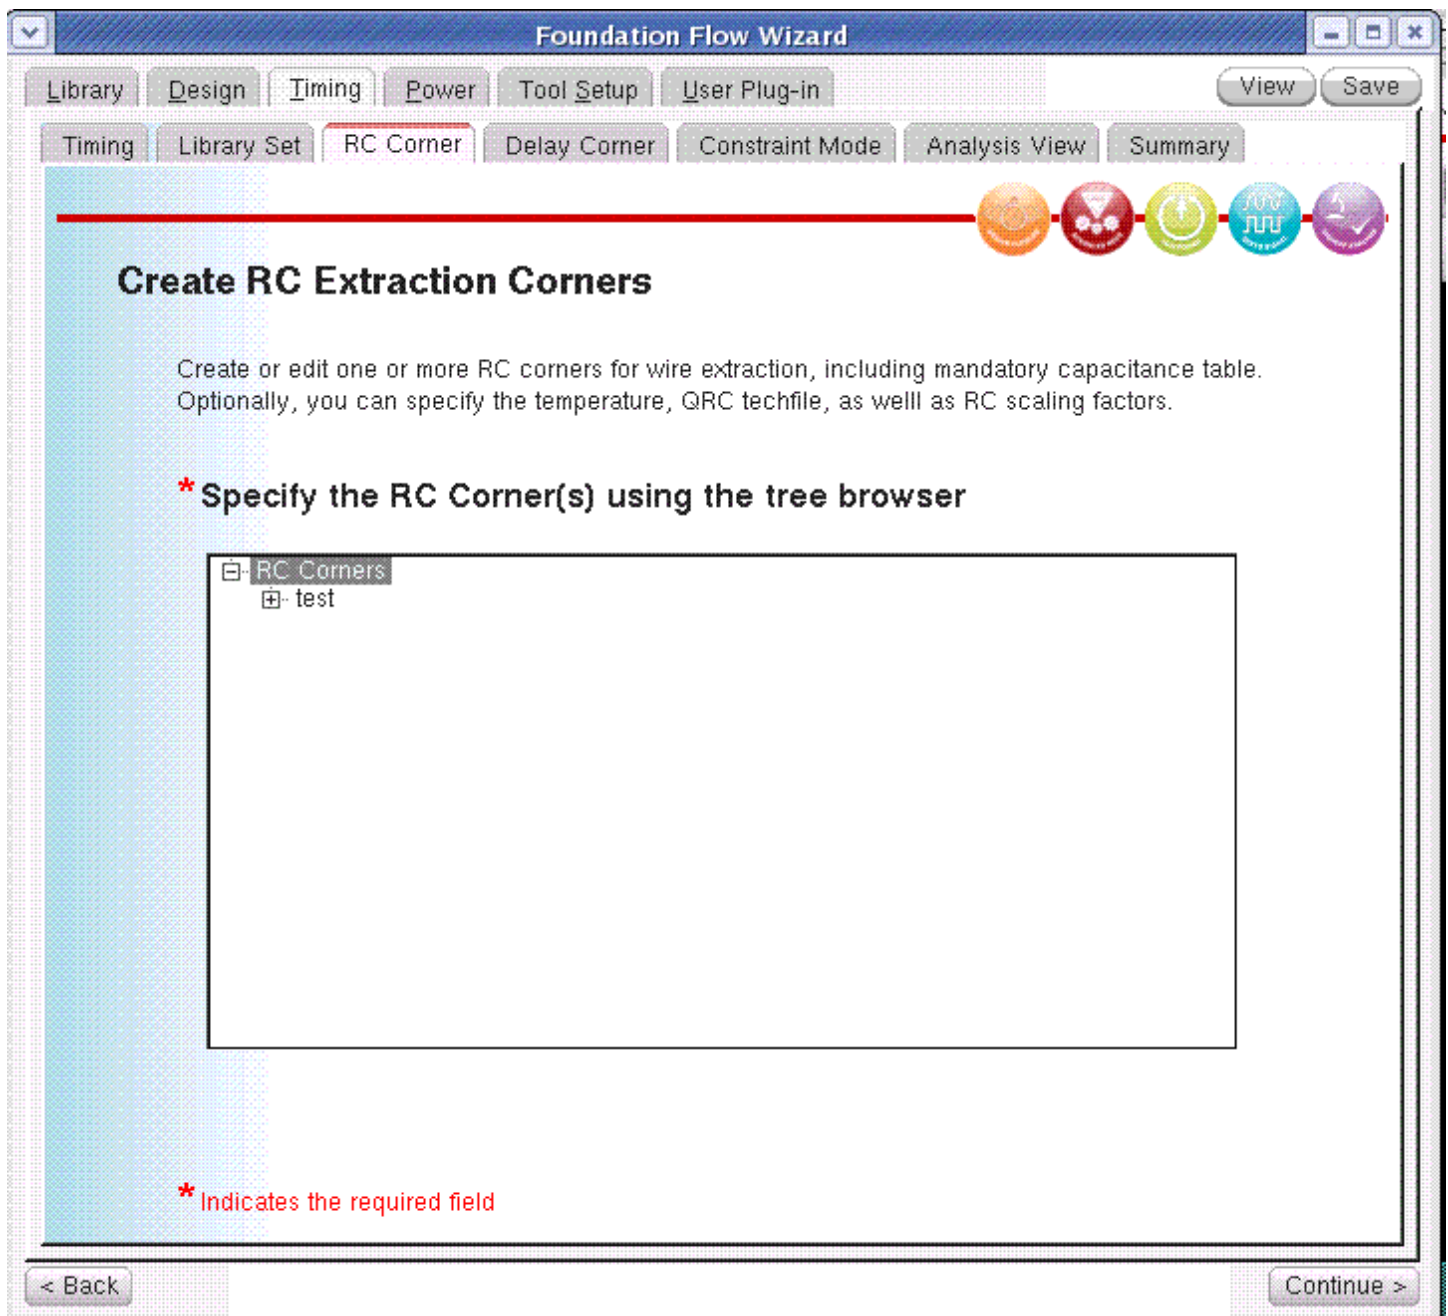 Foundation Flow Wizard
Library Design Timing Power Tool Setup User Plug-in View Save
Timing Library Set RC Corner Delay Corner Constraint Mode Analysis View Summary
Create RC Extraction Corners
Create or edit one or more RC corners for wire extraction, including mandatory capacitance table.
Optionally, you can specify the temperature, QRC techfile, as welll as RC scaling factors.
*Specify the RC Corner(s) using the tree browser
RC Corners
test
*Indicates the required field
< Back Continue >